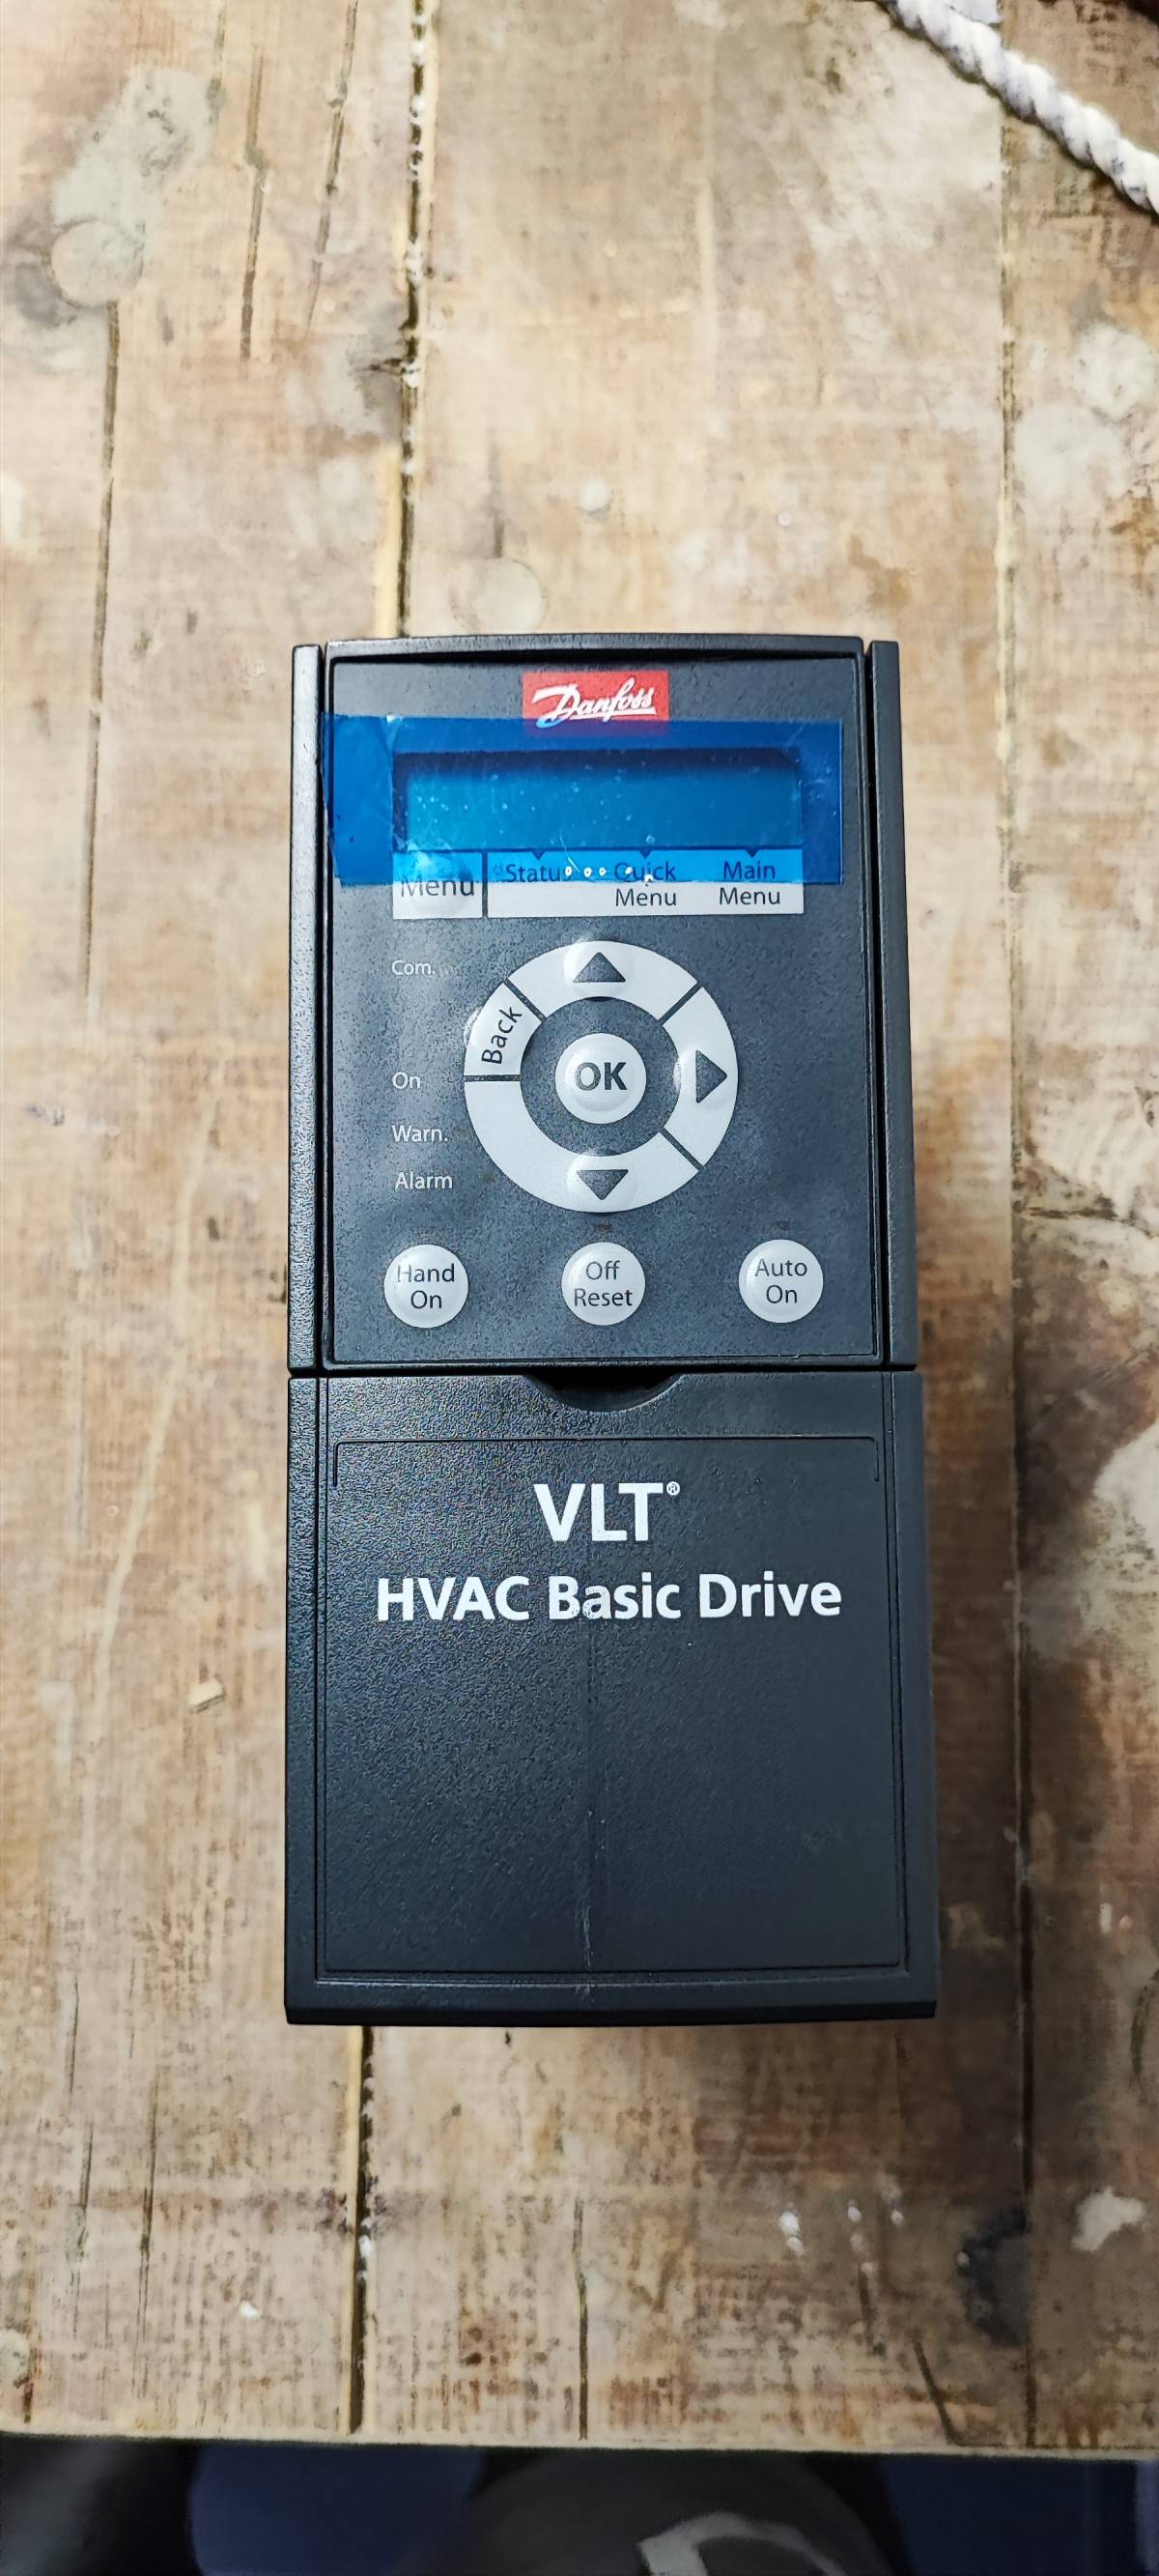 Danfoss
Menu
Status
Quick Menu
Main Menu
Com.
Back
OK
On
Warn.
Alarm
Hand On
Off Reset
Auto On
VLT®
HVAC Basic Drive